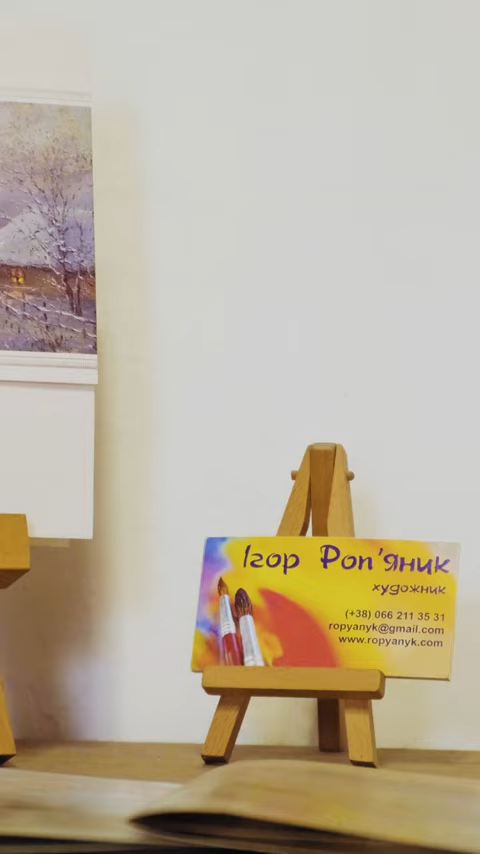 Ігор Роп'яник
художник
(+38) 066 211 35 31
ropyanyk@gmail.com
www.ropyanyk.com